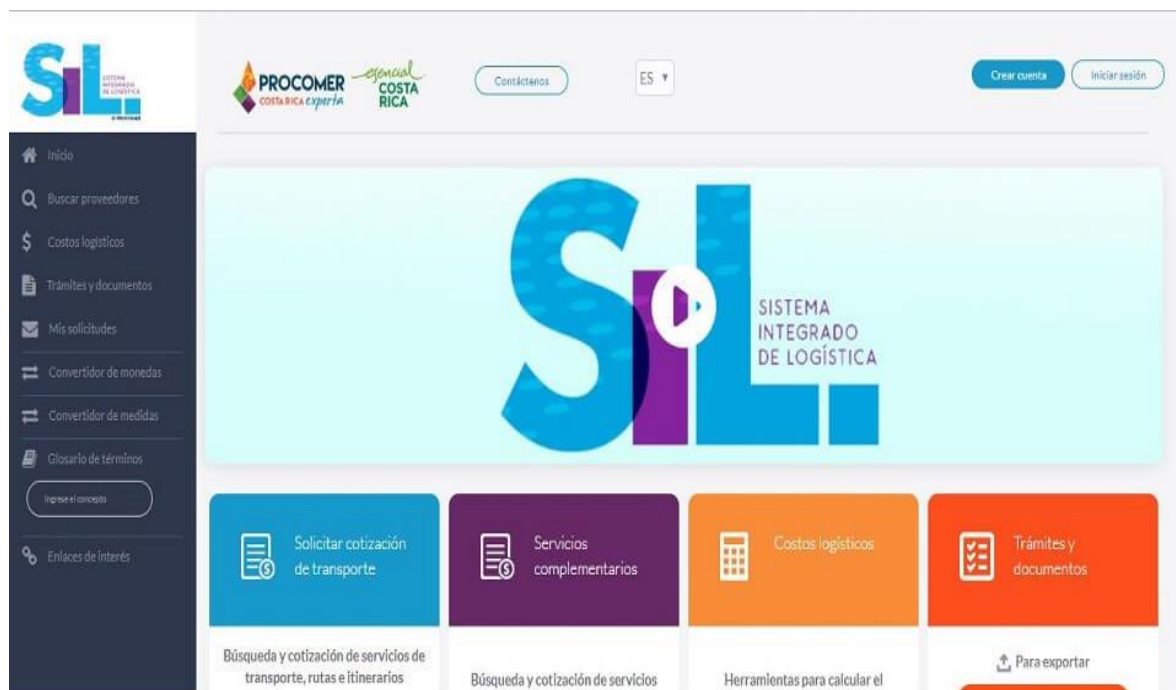 SiL.
SISTEMA
INTEGRADO
DE LOGÍSTICA
PROCOMER
COSTA RICA exporta
esencial
COSTA
RICA
Contáctenos
ES
Crear cuenta
Iniciar sesión
Inicio
Buscar proveedores
Costos logísticos
Trámites y documentos
Mis solicitudes
Convertidor de monedas
Convertidor de medidas
Glosario de términos
Ingrese el concepto
Enlaces de interés
SiL.
SISTEMA
INTEGRADO
DE LOGÍSTICA
Solicitar cotización
de transporte
Servicios
complementarios
Costos logísticos
Trámites y
documentos
Búsqueda y cotización de servicios de
transporte, rutas e itinerarios
Búsqueda y cotización de servicios
Herramientas para calcular el
Para exportar